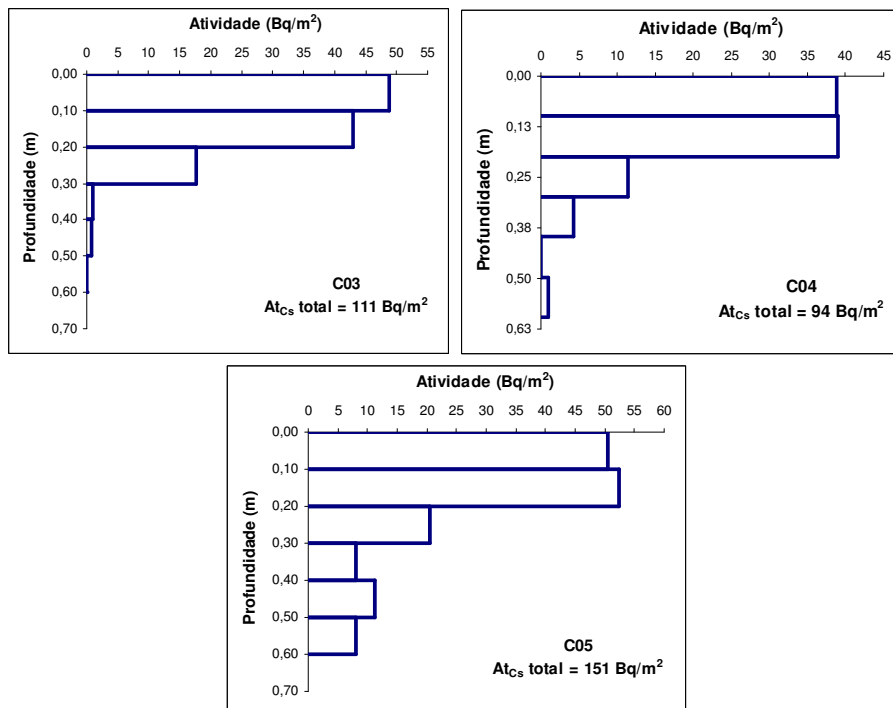 Atividade (Bq/m²)
0 5 10 15 20 25 30 35 40 45 50 55
0,00
0,10
0,20
0,30
0,40
0,50
0,60
0,70
Profundidade (m)
C03
AtCs total = 111 Bq/m²
Atividade (Bq/m²)
0 5 10 15 20 25 30 35 40 45
0,00
0,13
0,25
0,38
0,50
0,63
Profundidade (m)
C04
AtCs total = 94 Bq/m²
Atividade (Bq/m²)
0 5 10 15 20 25 30 35 40 45 50 55 60
0,00
0,10
0,20
0,30
0,40
0,50
0,60
0,70
Profundidade (m)
C05
AtCs total = 151 Bq/m²